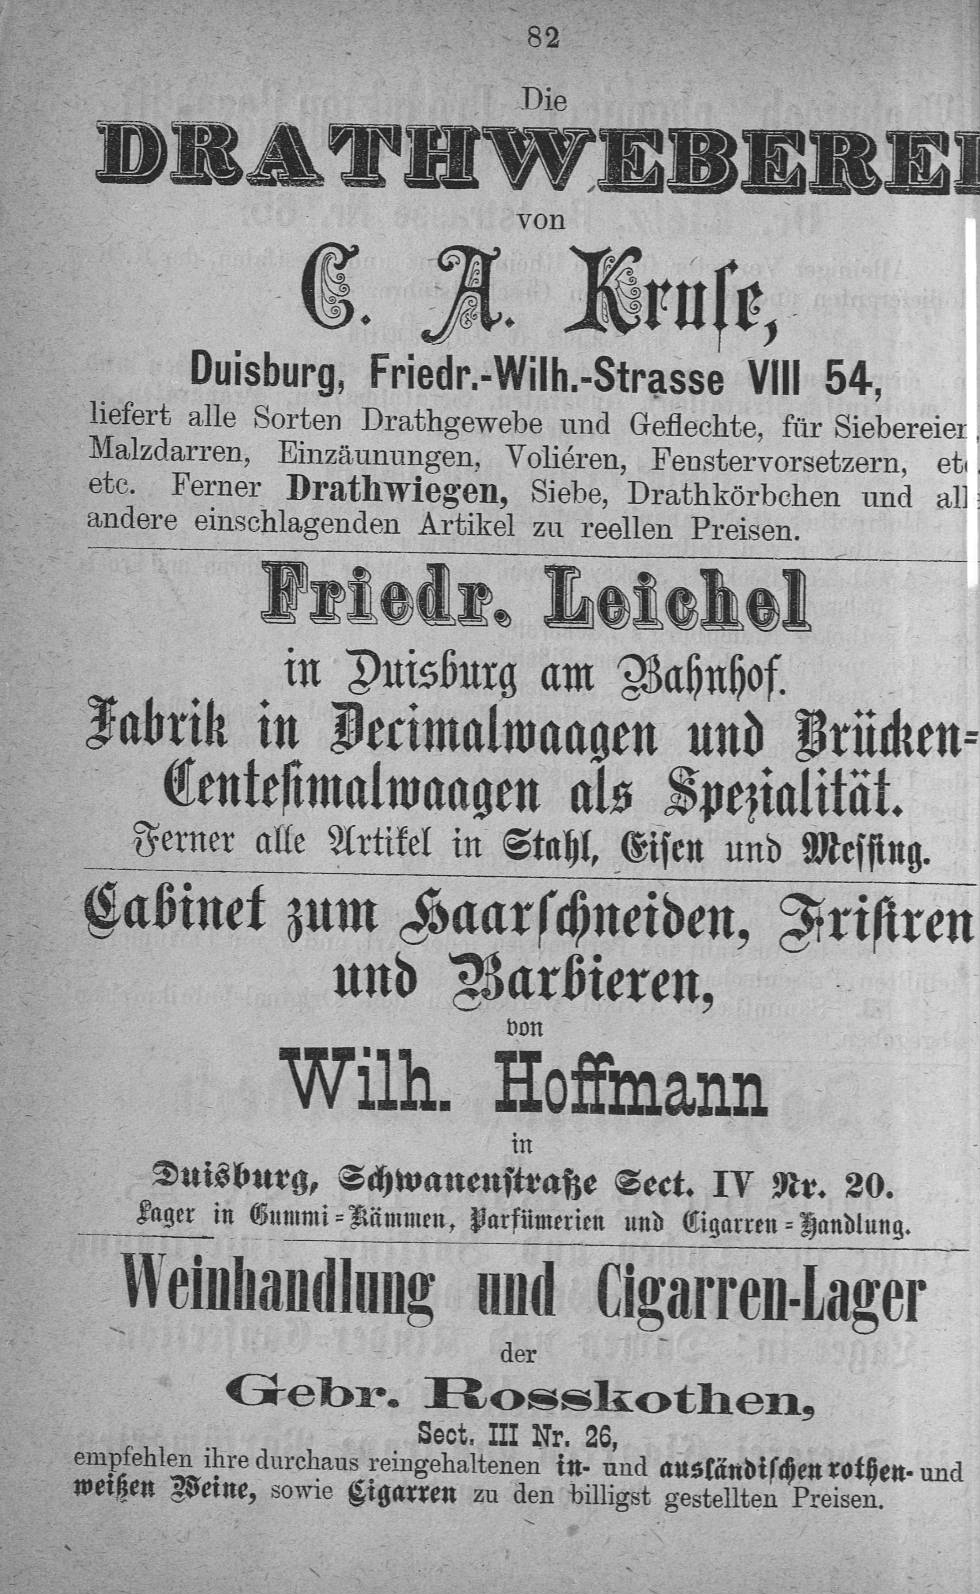 82
Die
DRATHWEBEREI
von
C. A. Kruse,
Duisburg, Friedr.-Wilh.-Strasse VIII 54,
liefert alle Sorten Drathgewebe und Geflechte, für Siebereien,
Malzdarren, Einzäunungen, Voliéren, Fenstervorsetzern, etc.
etc. Ferner Drathwiegen, Siebe, Drathkörbchen und all
andere einschlagenden Artikel zu reellen Preisen.
Friedr. Leichel
in Duisburg am Bahnhof.
Fabrik in Decimalwaagen und Brücken-
Centesimalwaagen als Spezialität.
Ferner alle Artikel in Stahl, Eisen und Messing.
Cabinet zum Haarschneiden, Frisiren
und Barbieren,
von
Wilh. Hoffmann
in
Duisburg, Schwanenstraße Sect. IV Nr. 20.
Lager in Gummi-Kämmen, Parfümerien und Cigarren-Handlung.
Weinhandlung und Cigarren-Lager
der
Gebr. Rosskothen,
Sect. III Nr. 26,
empfehlen ihre durchaus reingehaltenen in- und ausländischen rothen- und
weißen Weine, sowie Cigarren zu den billigst gestellten Preisen.